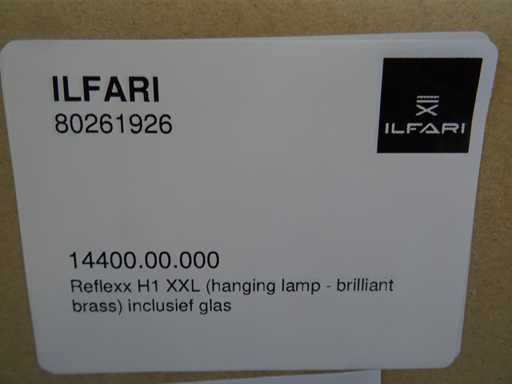 ILFARI
80261926
ILFARI
14400.00.000
Reflexx H1 XXL (hanging lamp - brilliant
brass) inclusief glas